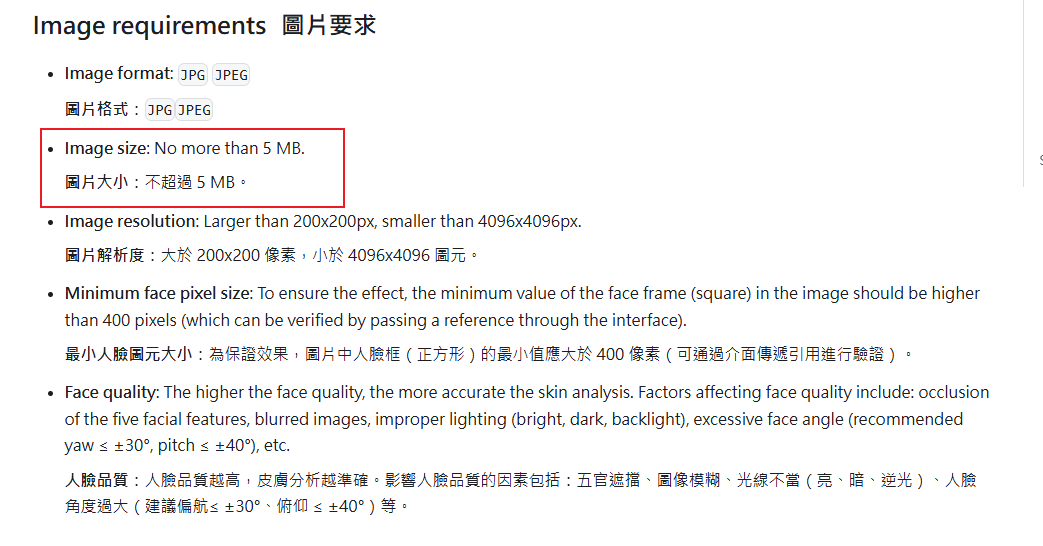 Image requirements 圖片要求
Image format: JPG JPEG
圖片格式：JPG JPEG
Image size: No more than 5 MB.
圖片大小：不超過 5 MB。
Image resolution: Larger than 200x200px, smaller than 4096x4096px.
圖片解析度：大於 200x200 像素，小於 4096x4096 圖元。
Minimum face pixel size: To ensure the effect, the minimum value of the face frame (square) in the image should be higher
than 400 pixels (which can be verified by passing a reference through the interface).
最小人臉圖元大小：為保證效果，圖片中人臉框（正方形）的最小值應大於 400 像素（可通過介面傳遞引用進行驗證）。
Face quality: The higher the face quality, the more accurate the skin analysis. Factors affecting face quality include: occlusion
of the five facial features, blurred images, improper lighting (bright, dark, backlight), excessive face angle (recommended
yaw ≤ ±30°, pitch ≤ ±40°), etc.
人臉品質：人臉品質越高，皮膚分析越準確。影響人臉品質的因素包括：五官遮擋、圖像模糊、光線不當（亮、暗、逆光）、人臉
角度過大（建議偏航≤ ±30°、俯仰 ≤ ±40°）等。